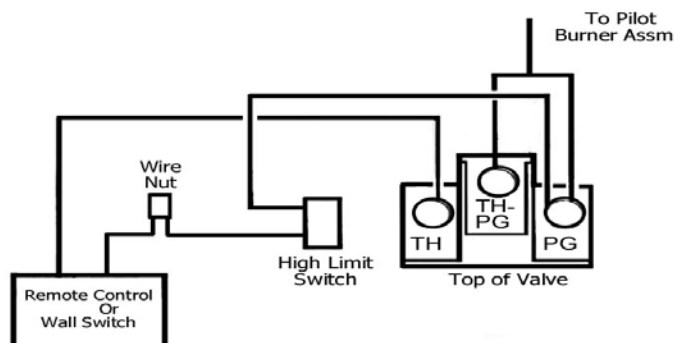 To Pilot
Burner Assm
Wire
Nut
TH
TH-
PG
PG
High Limit
Switch
Top of Valve
Remote Control
Or
Wall Switch